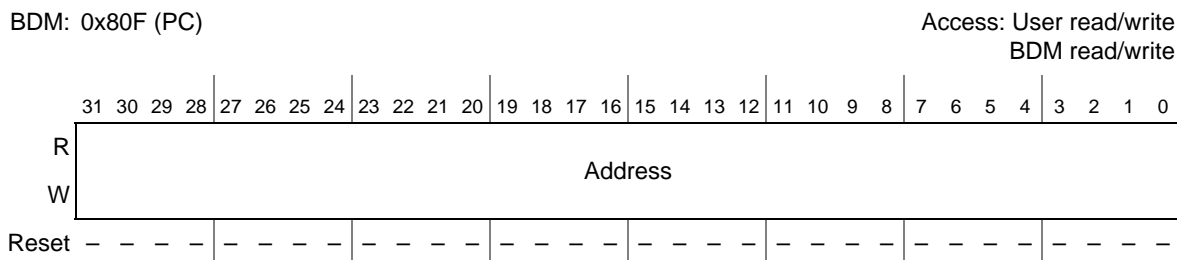 BDM: 0x80F (PC) Access: User read/write
BDM read/write
31 30 29 28 27 26 25 24 23 22 21 20 19 18 17 16 15 14 13 12 11 10 9 8 7 6 5 4 3 2 1 0
R
Address
W
Reset – – – – – – – – – – – – – – – – – – – – – – – – – – – – – – – –